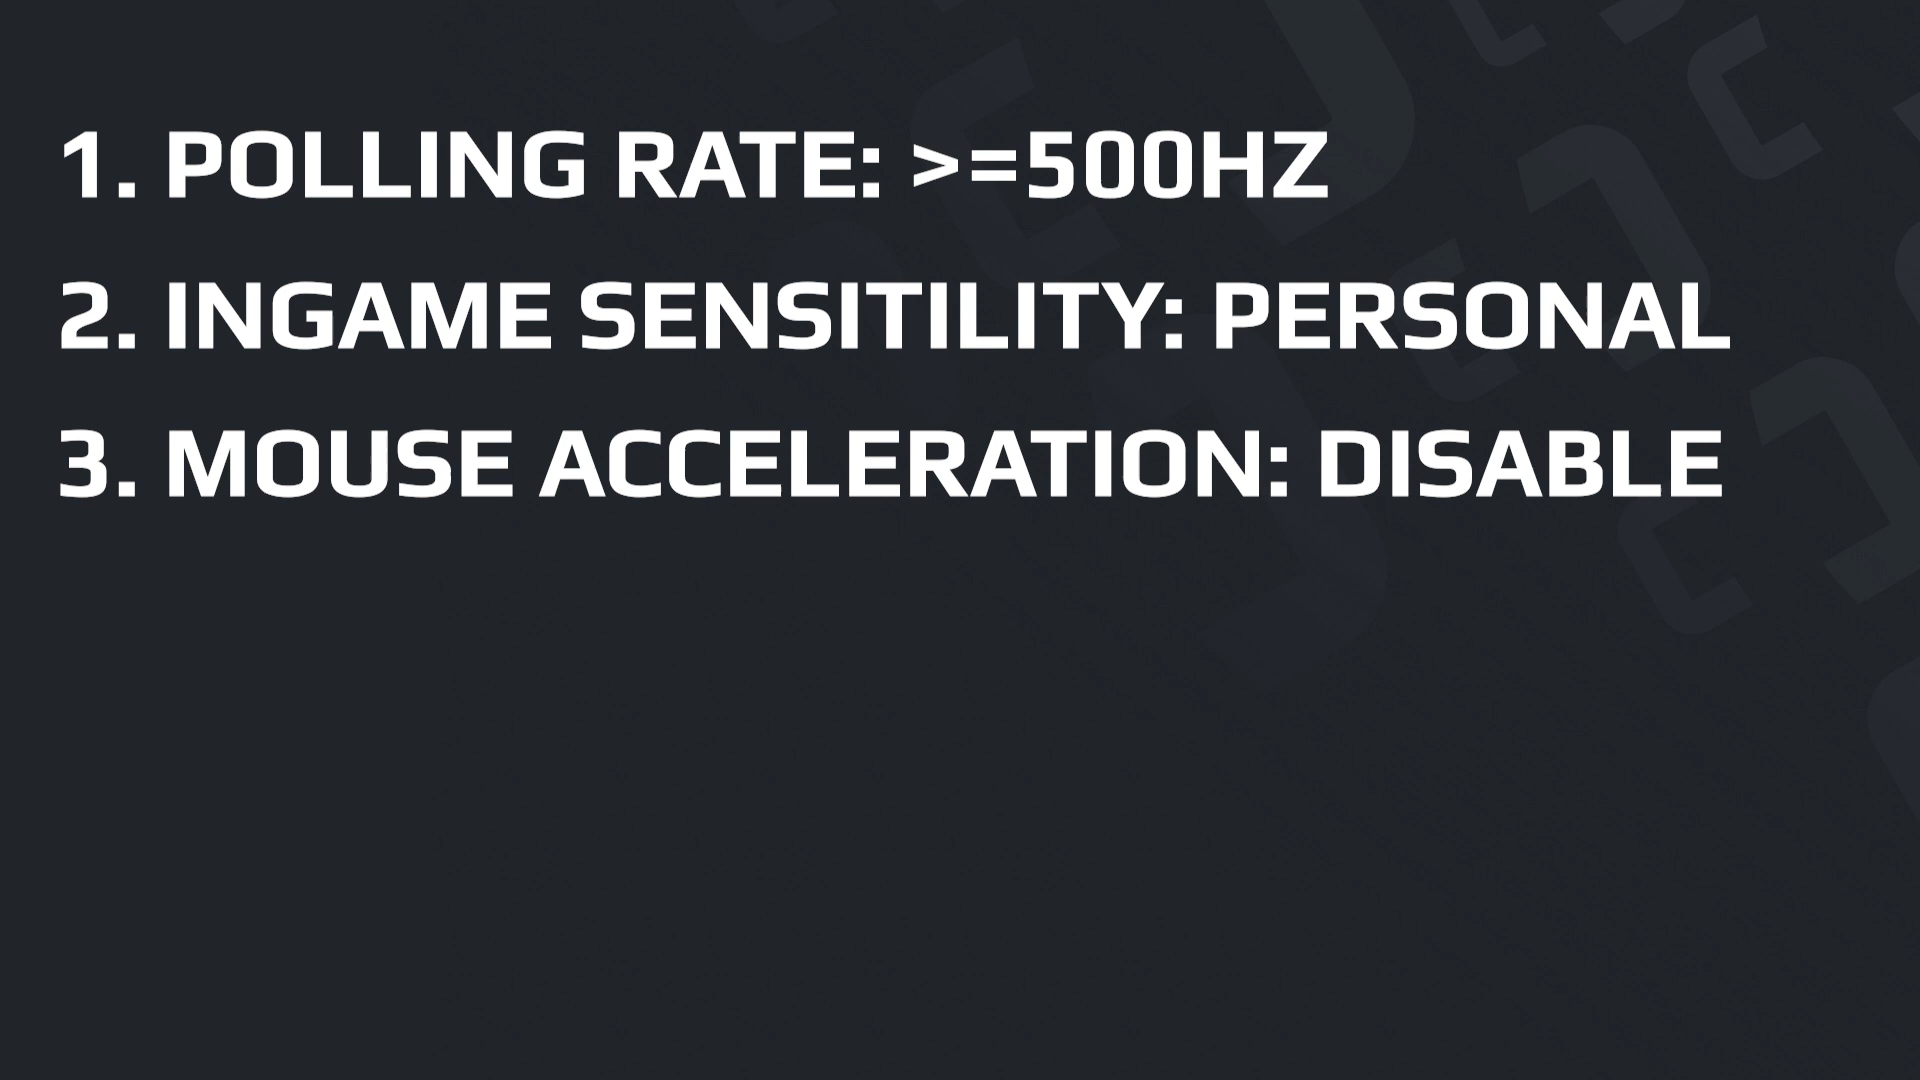 1. POLLING RATE: >=500HZ
2. INGAME SENSITILITY: PERSONAL
3. MOUSE ACCELERATION: DISABLE